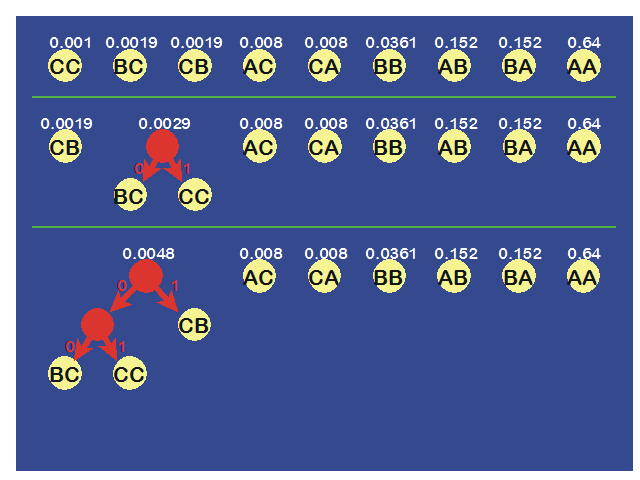 0.001 0.0019 0.0019 0.008 0.008 0.0361 0.152 0.152 0.64
CC BC CB AC CA BB AB BA AA
0.0019 0.0029 0.008 0.008 0.0361 0.152 0.152 0.64
CB AC CA BB AB BA AA
0 1
BC CC
0.0048 0.008 0.008 0.0361 0.152 0.152 0.64
AC CA BB AB BA AA
0 1
CB
0 1
BC CC